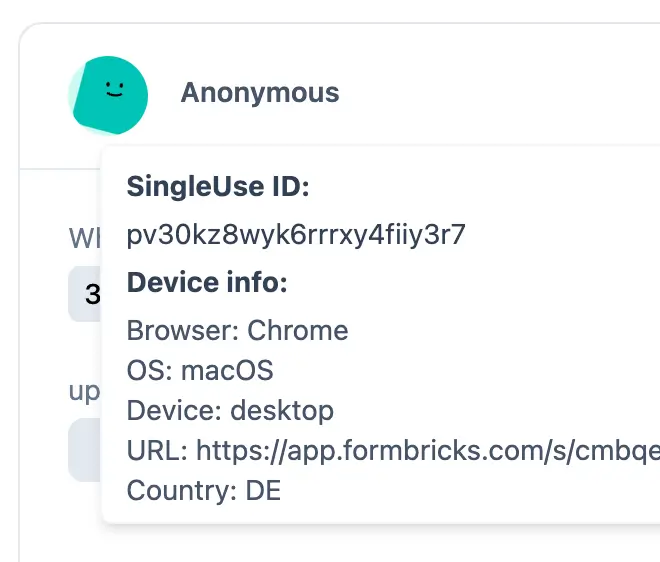 Anonymous
SingleUse ID:
pv30kz8wyk6rrrxy4fiiy3r7
Device info:
Browser: Chrome
OS: macOS
Device: desktop
URL: https://app.formbricks.com/s/cmbqe
Country: DE
3
up